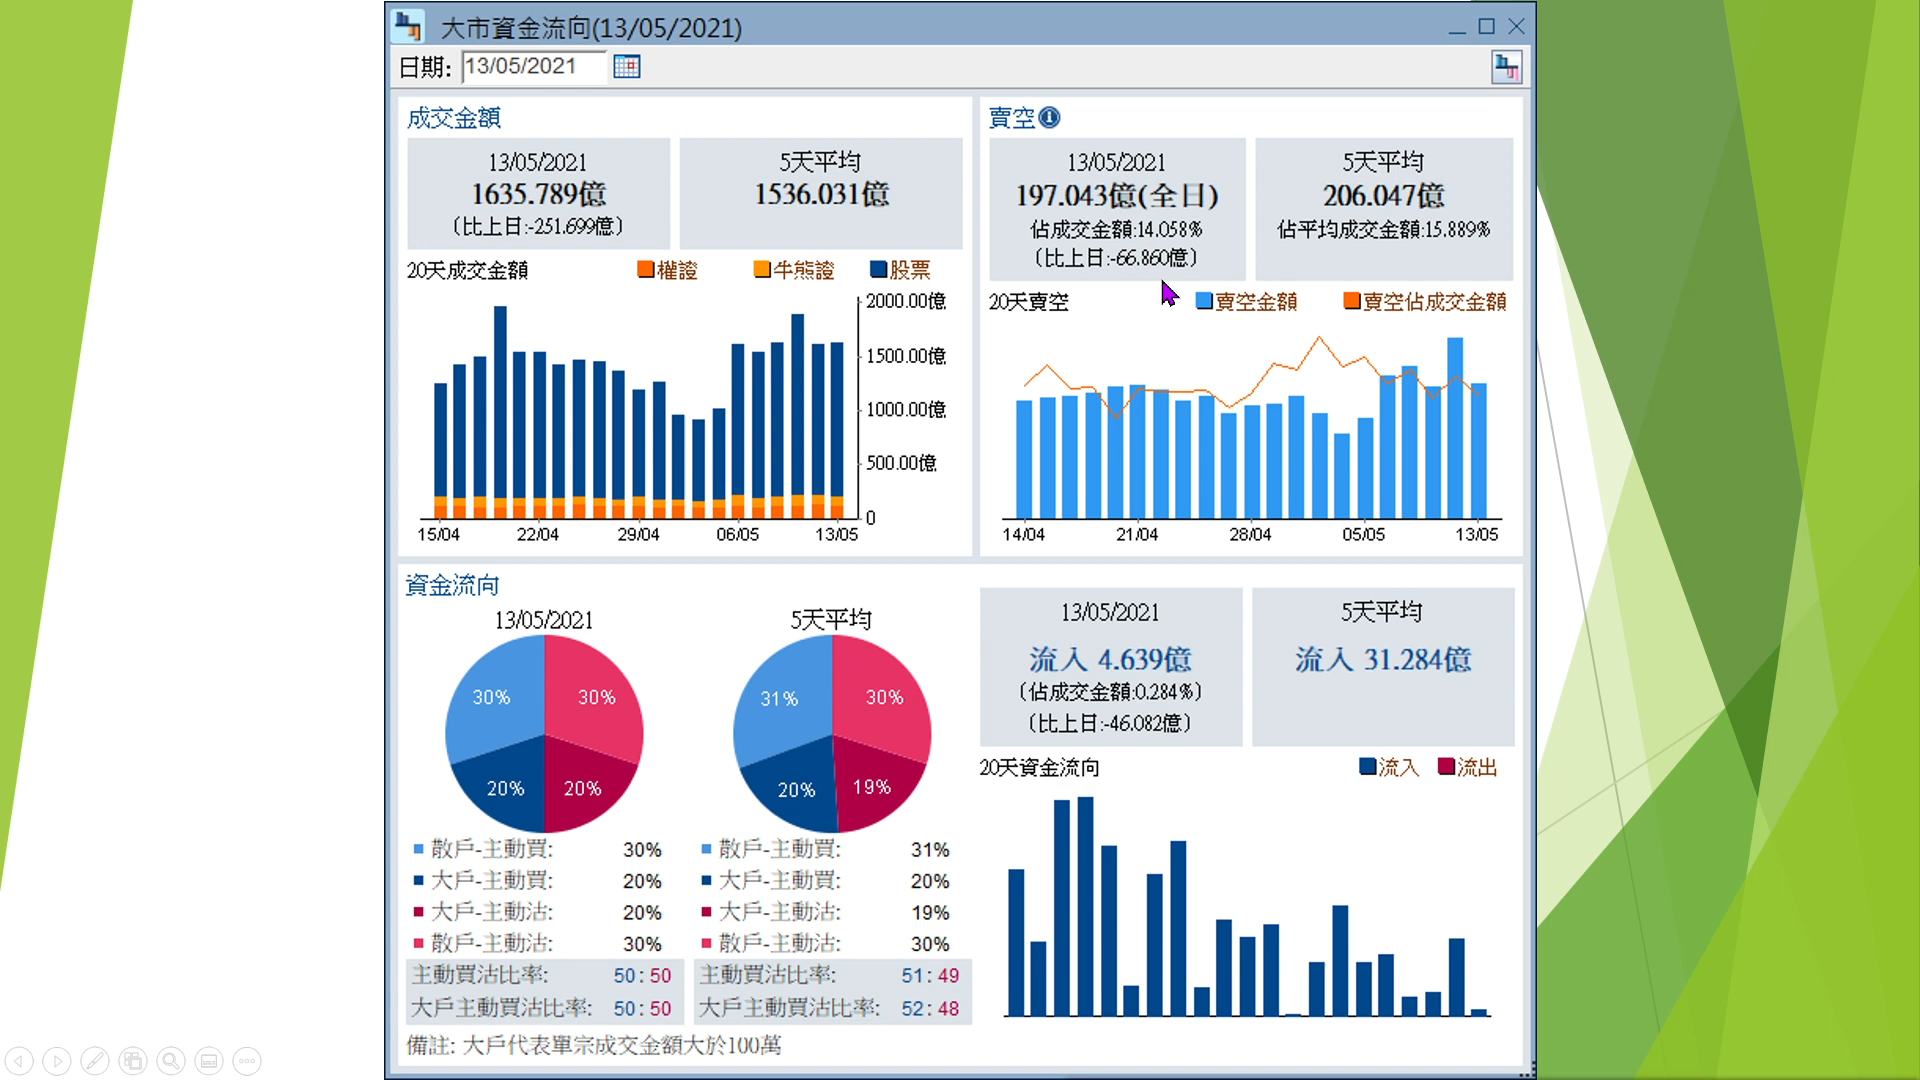 大市資金流向(13/05/2021)
日期: 13/05/2021
成交金額
13/05/2021
1635.789億
(比上日:-251.699億)
5天平均
1536.031億
20天成交金額 權證 牛熊證 股票
2000.00億
1500.00億
1000.00億
500.00億
0
15/04 22/04 29/04 06/05 13/05
賣空
13/05/2021
197.043億(全日)
佔成交金額:14.058%
(比上日:-66.860億)
5天平均
206.047億
佔平均成交金額:15.889%
20天賣空 賣空金額 賣空佔成交金額
14/04 21/04 28/04 05/05 13/05
資金流向
13/05/2021
30% 30%
20% 20%
散戶-主動買: 30%
大戶-主動買: 20%
大戶-主動沽: 20%
散戶-主動沽: 30%
主動買沽比率: 50:50
大戶主動買沽比率: 50:50
5天平均
31% 30%
20% 19%
散戶-主動買: 31%
大戶-主動買: 20%
大戶-主動沽: 19%
散戶-主動沽: 30%
主動買沽比率: 51:49
大戶主動買沽比率: 52:48
備註: 大戶代表單宗成交金額大於100萬
13/05/2021
流入 4.639億
(佔成交金額:0.284%)
(比上日:-46.082億)
5天平均
流入 31.284億
20天資金流向 流入 流出